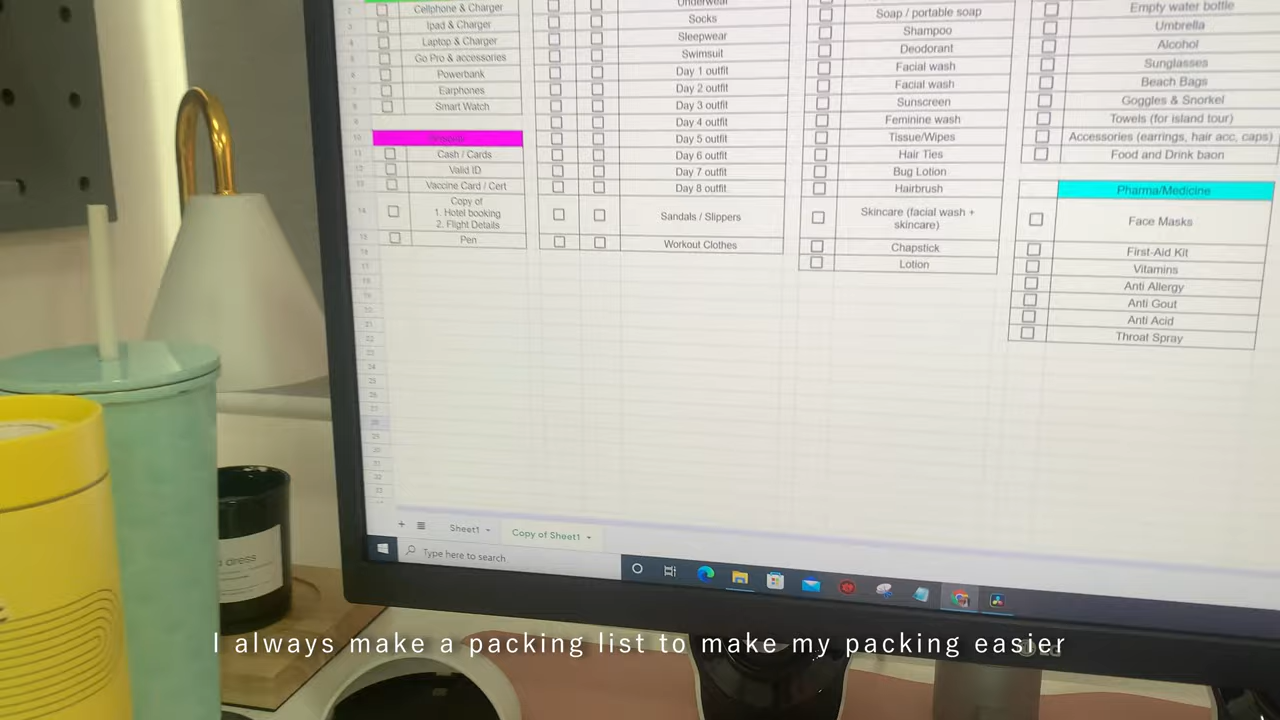 Cellphone & Charger
Ipad & Charger
Laptop & Charger
Go Pro & accessories
Powerbank
Earphones
Smart Watch
Cash / Cards
Valid ID
Vaccine Card / Cert
Copy of
1. Hotel booking
2. Flight Details
Pen
Underwear
Socks
Sleepwear
Swimsuit
Day 1 outfit
Day 2 outfit
Day 3 outfit
Day 4 outfit
Day 5 outfit
Day 6 outfit
Day 7 outfit
Day 8 outfit
Sandals / Slippers
Workout Clothes
Soap / portable soap
Shampoo
Deodorant
Facial wash
Facial wash
Sunscreen
Feminine wash
Tissue/Wipes
Hair Ties
Bug Lotion
Hairbrush
Skincare (facial wash +
skincare)
Chapstick
Lotion
Empty water bottle
Umbrella
Alcohol
Sunglasses
Beach Bags
Goggles & Snorkel
Towels (for island tour)
Accessories (earrings, hair acc, caps)
Food and Drink baon
Pharma/Medicine
Face Masks
First-Aid Kit
Vitamins
Anti Allergy
Anti Gout
Anti Acid
Throat Spray
Sheet1
Copy of Sheet1
Type here to search
dress
I always make a packing list to make my packing easier